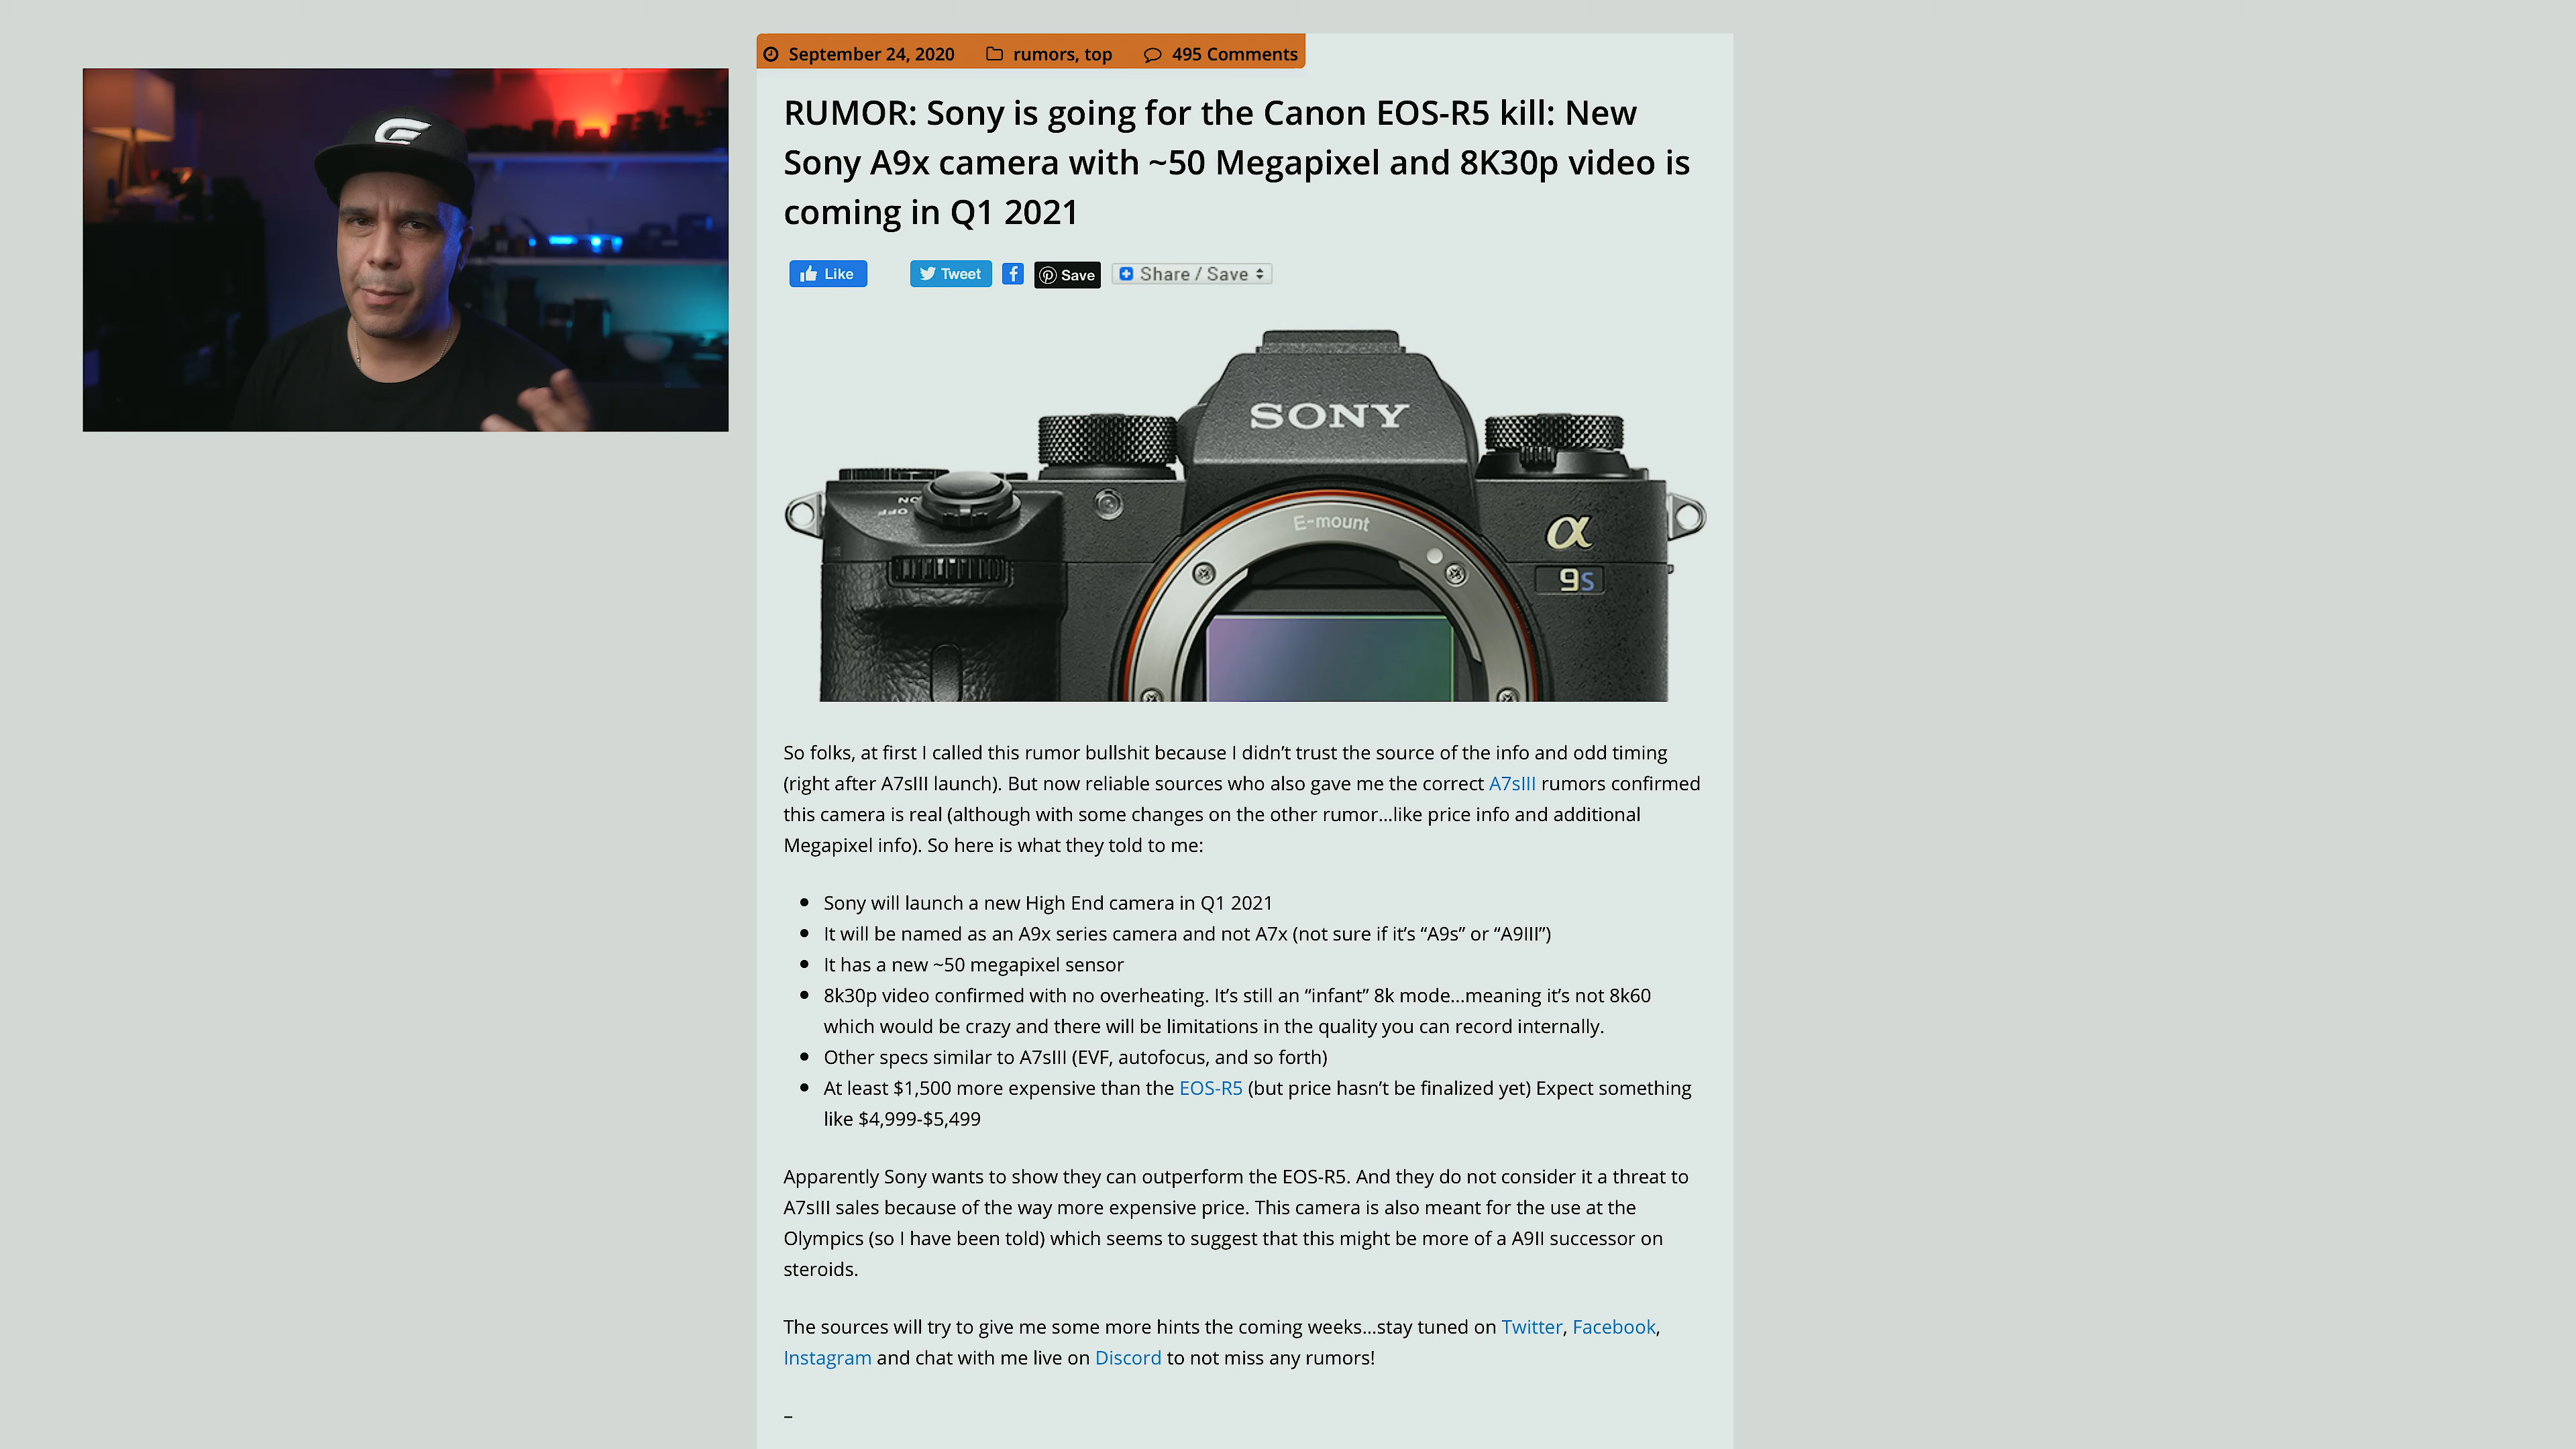 September 24, 2020 rumors, top 495 Comments
RUMOR: Sony is going for the Canon EOS-R5 kill: New
Sony A9x camera with ~50 Megapixel and 8K30p video is
coming in Q1 2021
Like Tweet Save Share / Save
SONY
ON
OFF
E-mount
α
9s
So folks, at first I called this rumor bullshit because I didn’t trust the source of the info and odd timing
(right after A7sIII launch). But now reliable sources who also gave me the correct A7sIII rumors confirmed
this camera is real (although with some changes on the other rumor…like price info and additional
Megapixel info). So here is what they told to me:
Sony will launch a new High End camera in Q1 2021
It will be named as an A9x series camera and not A7x (not sure if it’s “A9s” or “A9III”)
It has a new ~50 megapixel sensor
8k30p video confirmed with no overheating. It’s still an “infant” 8k mode…meaning it’s not 8k60
which would be crazy and there will be limitations in the quality you can record internally.
Other specs similar to A7sIII (EVF, autofocus, and so forth)
At least $1,500 more expensive than the EOS-R5 (but price hasn’t be finalized yet) Expect something
like $4,999-$5,499
Apparently Sony wants to show they can outperform the EOS-R5. And they do not consider it a threat to
A7sIII sales because of the way more expensive price. This camera is also meant for the use at the
Olympics (so I have been told) which seems to suggest that this might be more of a A9II successor on
steroids.
The sources will try to give me some more hints the coming weeks…stay tuned on Twitter, Facebook,
Instagram and chat with me live on Discord to not miss any rumors!
–